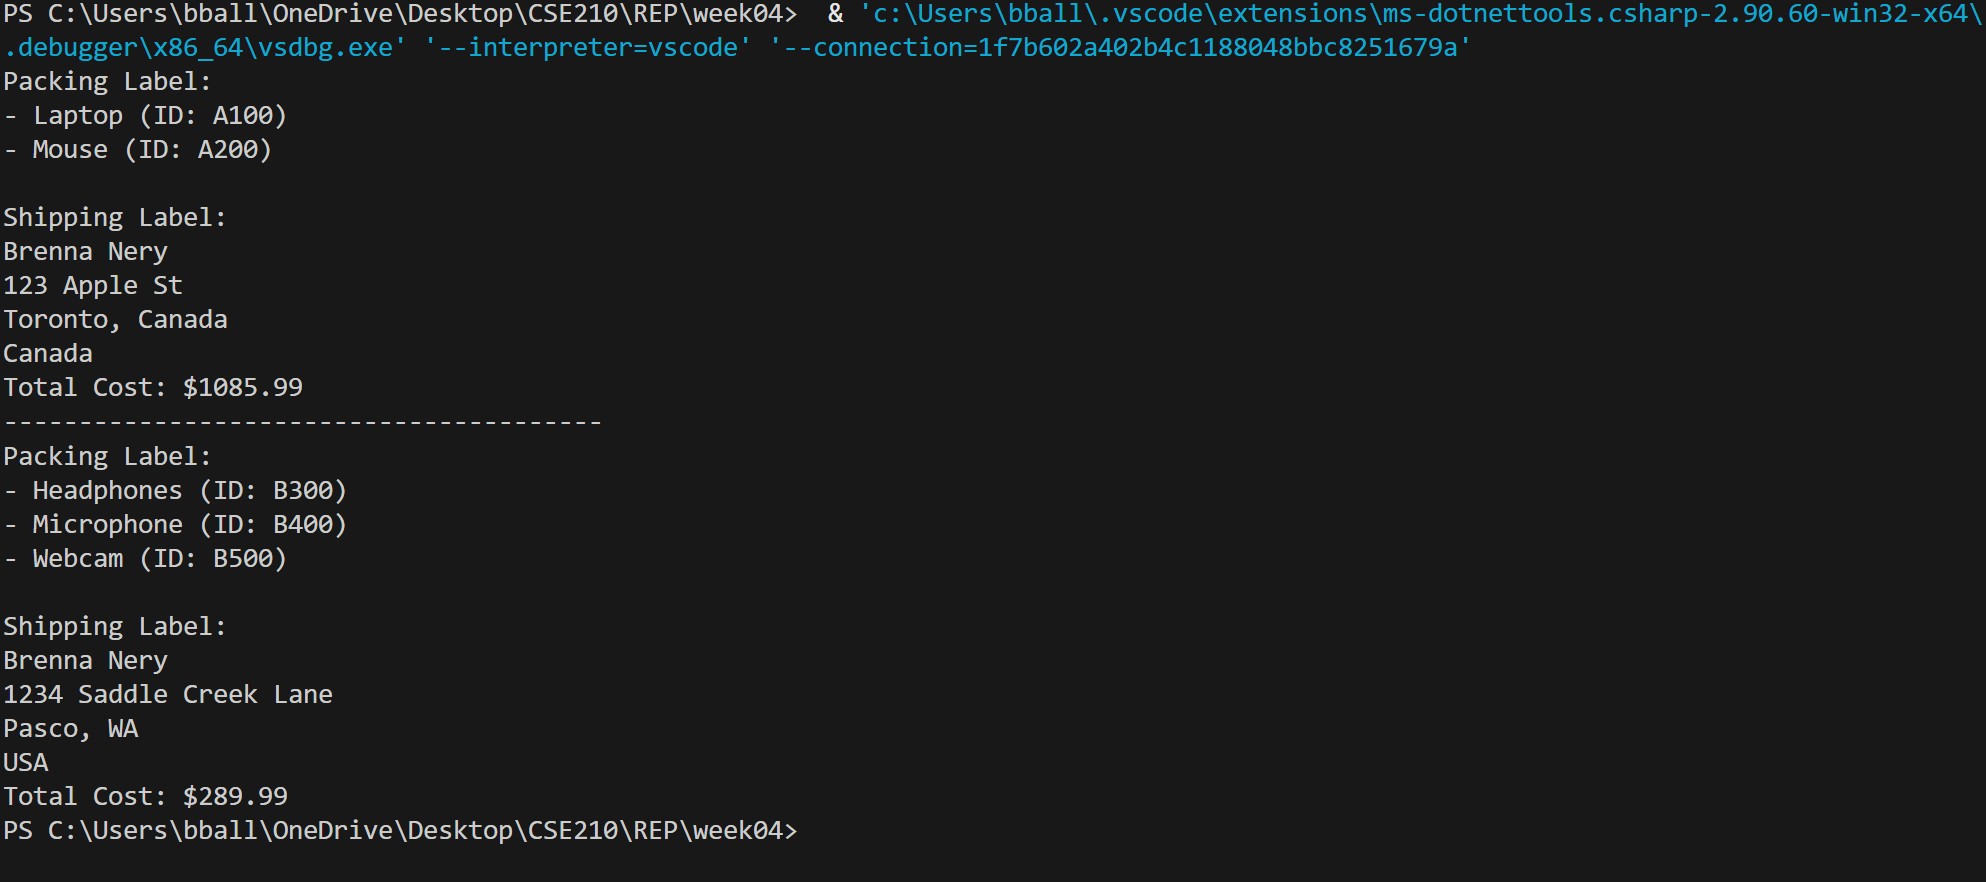 PS C:\Users\bball\OneDrive\Desktop\CSE210\REP\week04>  & 'c:\Users\bball\.vscode\extensions\ms-dotnettools.csharp-2.90.60-win32-x64\
.debugger\x86_64\vsdbg.exe' '--interpreter=vscode' '--connection=1f7b602a402b4c1188048bbc8251679a'
Packing Label:
- Laptop (ID: A100)
- Mouse (ID: A200)

Shipping Label:
Brenna Nery
123 Apple St
Toronto, Canada
Canada
Total Cost: $1085.99
----------------------------------------
Packing Label:
- Headphones (ID: B300)
- Microphone (ID: B400)
- Webcam (ID: B500)

Shipping Label:
Brenna Nery
1234 Saddle Creek Lane
Pasco, WA
USA
Total Cost: $289.99
PS C:\Users\bball\OneDrive\Desktop\CSE210\REP\week04>